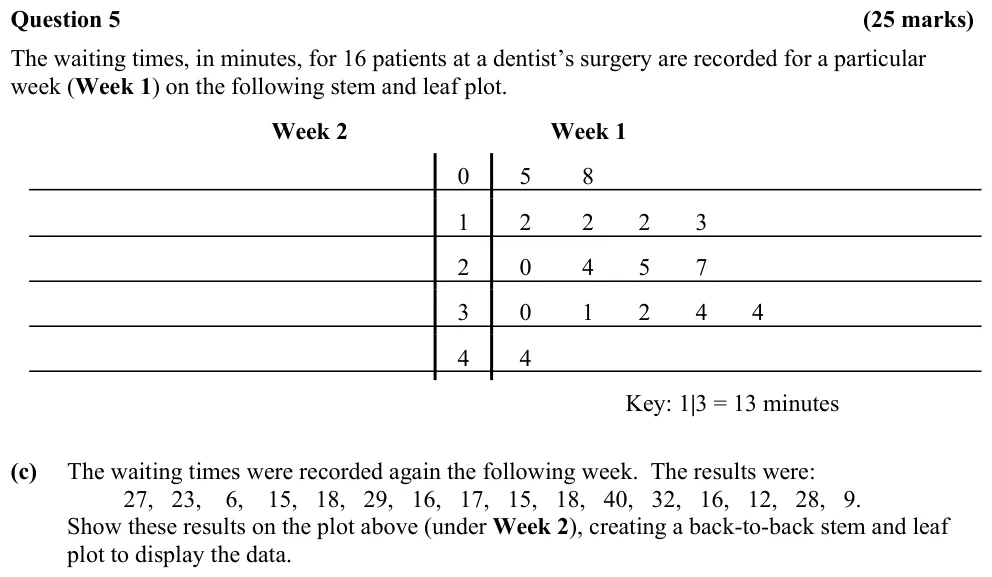 Question 5 (25 marks)
The waiting times, in minutes, for 16 patients at a dentist’s surgery are recorded for a particular
week (Week 1) on the following stem and leaf plot.
Week 2 Week 1
0 5 8
1 2 2 2 3
2 0 4 5 7
3 0 1 2 4 4
4 4
Key: 1|3 = 13 minutes
(c) The waiting times were recorded again the following week. The results were:
27, 23, 6, 15, 18, 29, 16, 17, 15, 18, 40, 32, 16, 12, 28, 9.
Show these results on the plot above (under Week 2), creating a back-to-back stem and leaf
plot to display the data.